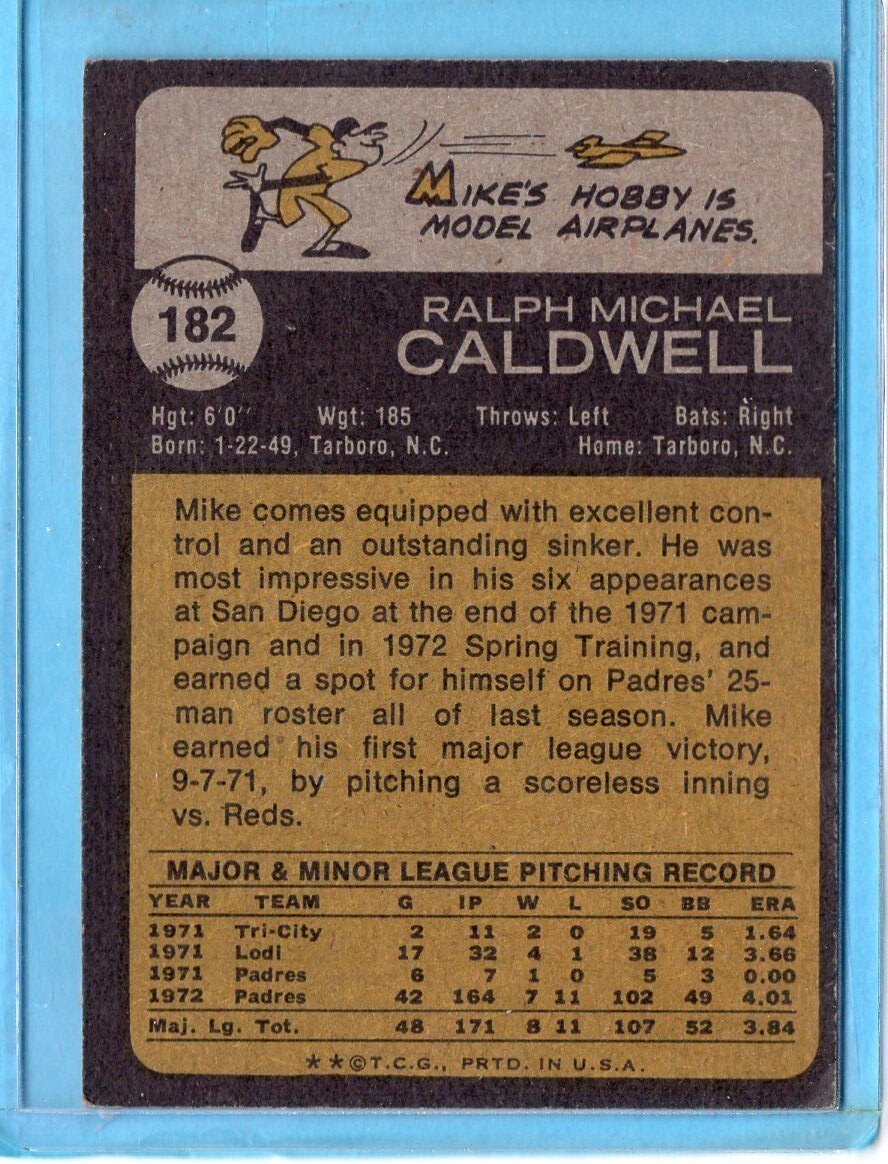 MIKE'S HOBBY IS
MODEL AIRPLANES.
182
RALPH MICHAEL
CALDWELL
Hgt: 6'0" Wgt: 185 Throws: Left Bats: Right
Born: 1-22-49, Tarboro, N.C. Home: Tarboro, N.C.
Mike comes equipped with excellent con-
trol and an outstanding sinker. He was
most impressive in his six appearances
at San Diego at the end of the 1971 cam-
paign and in 1972 Spring Training, and
earned a spot for himself on Padres' 25-
man roster all of last season. Mike
earned his first major league victory,
9-7-71, by pitching a scoreless inning
vs. Reds.
MAJOR & MINOR LEAGUE PITCHING RECORD
YEAR TEAM G IP W L SO BB ERA
1971 Tri-City 2 11 2 0 19 5 1.64
1971 Lodi 17 32 4 1 38 12 3.66
1971 Padres 6 7 1 0 5 3 0.00
1972 Padres 42 164 7 11 102 49 4.01
Maj. Lg. Tot. 48 171 8 11 107 52 3.84
**©T.C.G., PRTD. IN U.S.A.